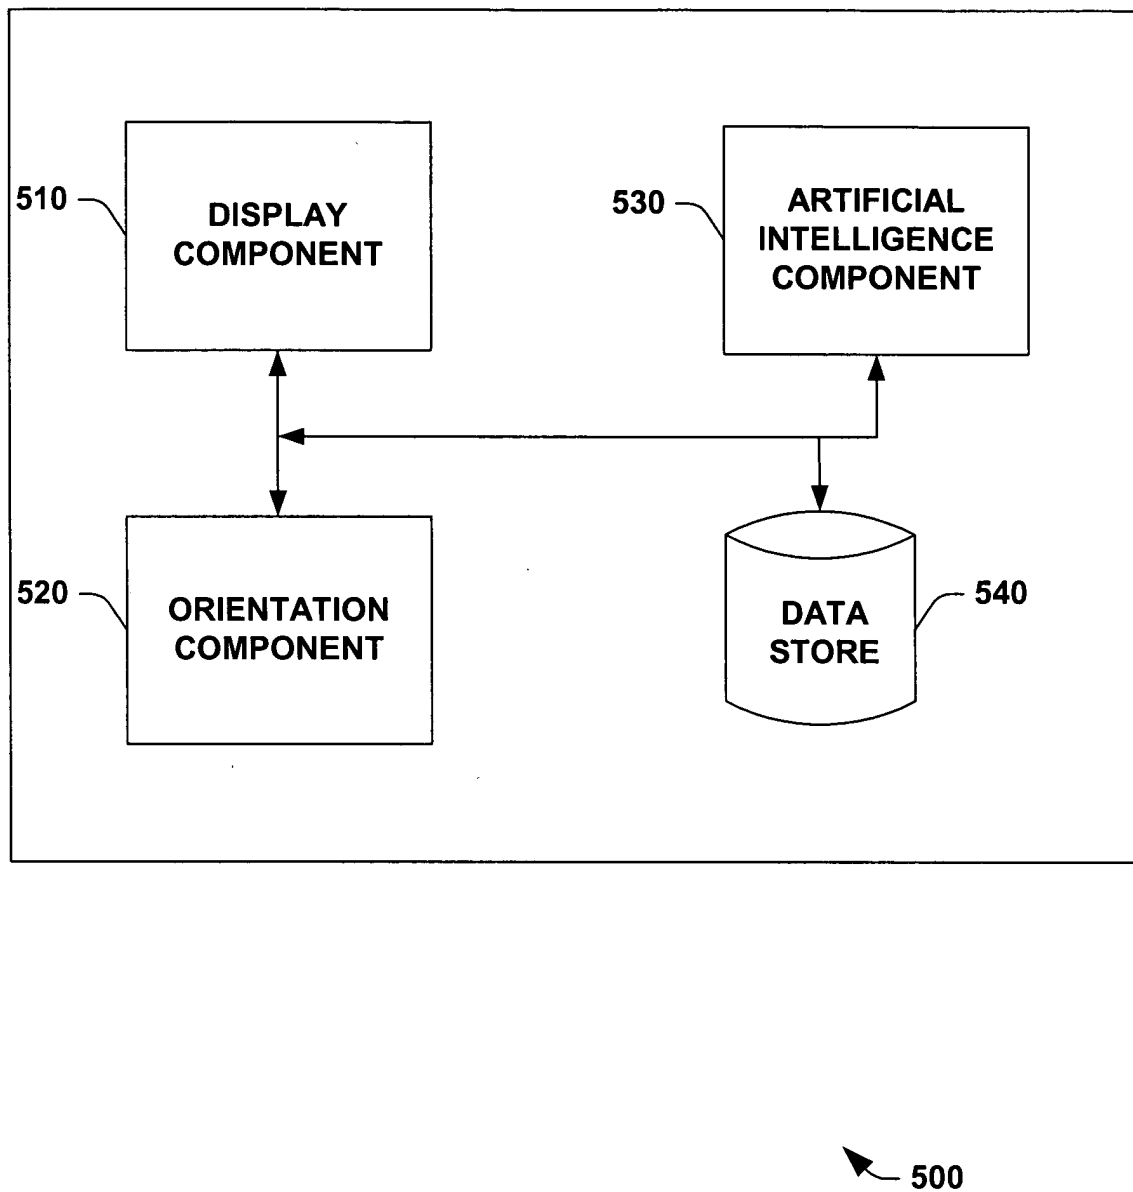 510
DISPLAY
COMPONENT
530
ARTIFICIAL
INTELLIGENCE
COMPONENT
520
ORIENTATION
COMPONENT
DATA
STORE
540
500